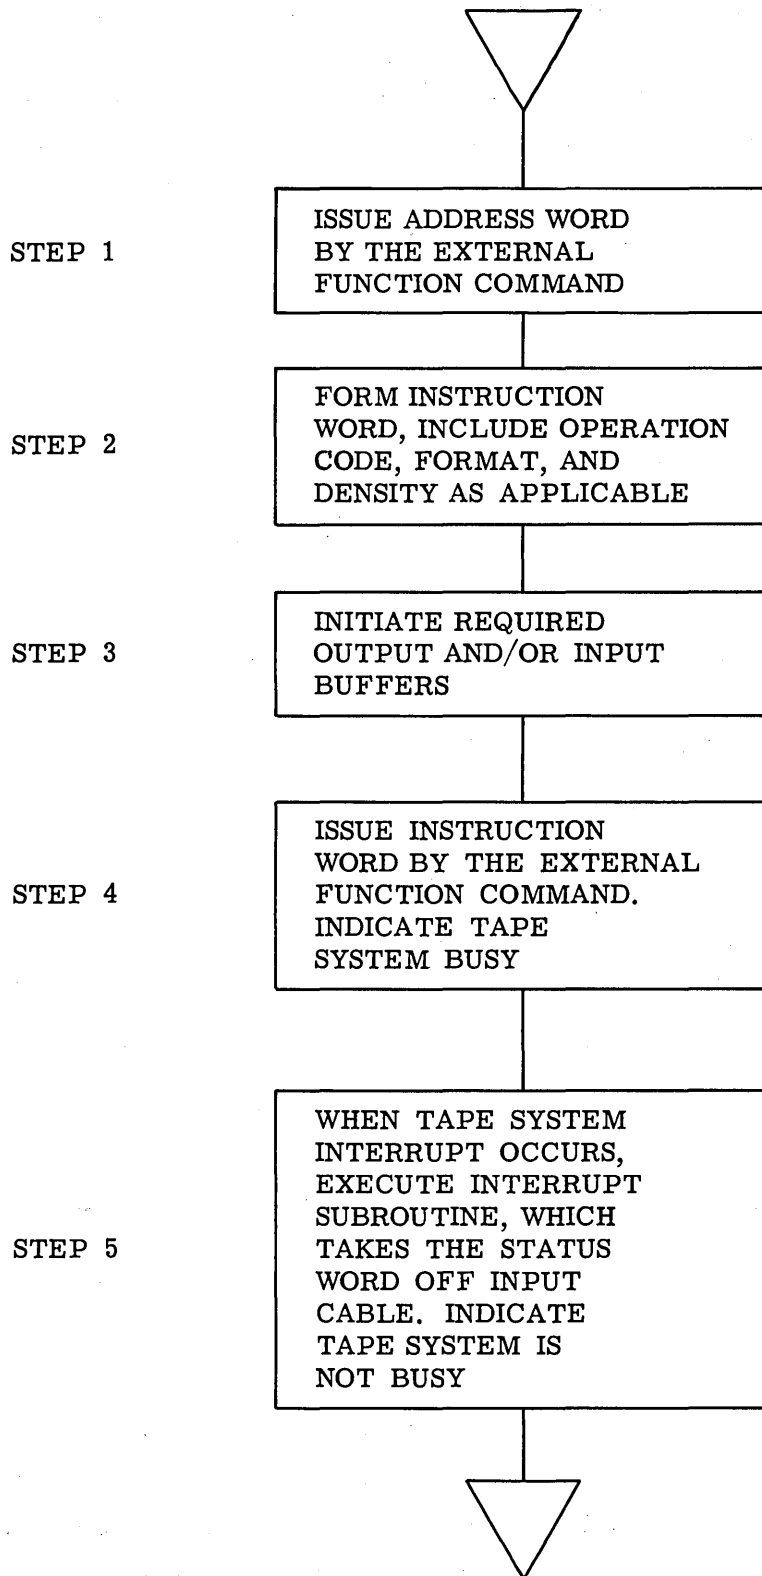 STEP 1
ISSUE ADDRESS WORD
BY THE EXTERNAL
FUNCTION COMMAND
STEP 2
FORM INSTRUCTION
WORD, INCLUDE OPERATION
CODE, FORMAT, AND
DENSITY AS APPLICABLE
STEP 3
INITIATE REQUIRED
OUTPUT AND/OR INPUT
BUFFERS
STEP 4
ISSUE INSTRUCTION
WORD BY THE EXTERNAL
FUNCTION COMMAND.
INDICATE TAPE
SYSTEM BUSY
STEP 5
WHEN TAPE SYSTEM
INTERRUPT OCCURS,
EXECUTE INTERRUPT
SUBROUTINE, WHICH
TAKES THE STATUS
WORD OFF INPUT
CABLE. INDICATE
TAPE SYSTEM IS
NOT BUSY